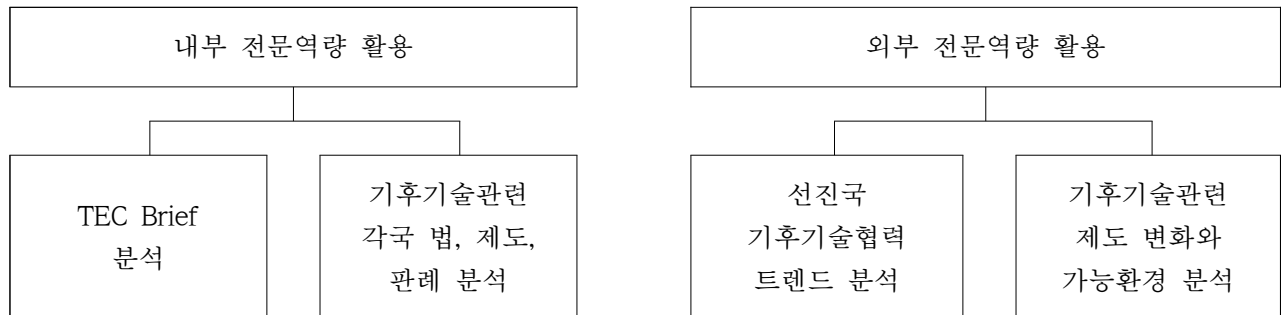 내부 전문역량 활용
외부 전문역량 활용
TEC Brief
분석
기후기술관련
각국 법, 제도,
판례 분석
선진국
기후기술협력
트렌드 분석
기후기술관련
제도 변화와
가능환경 분석